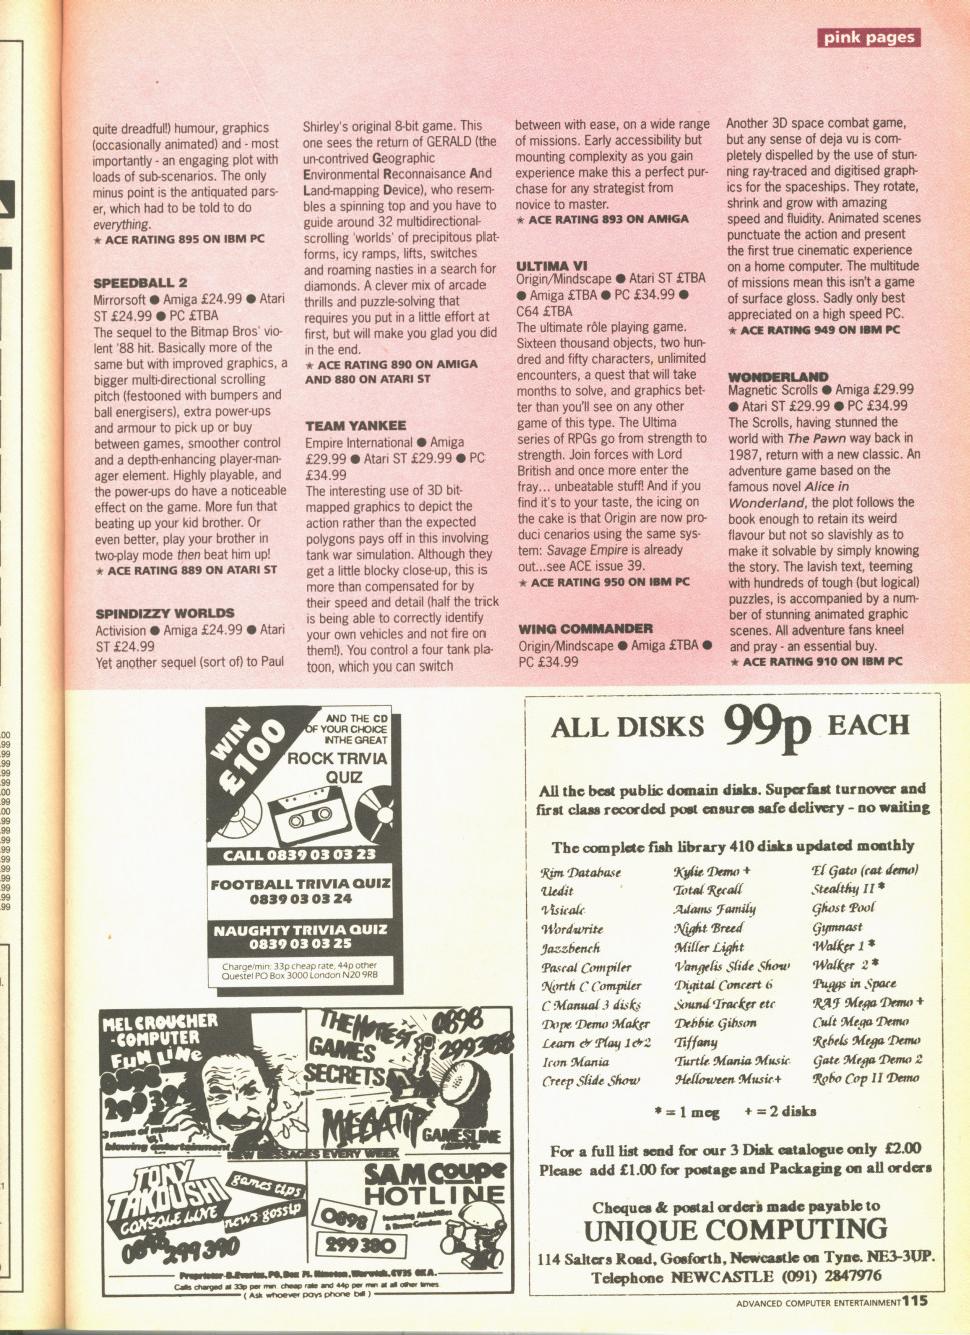 pink pages
quite dreadful!) humour, graphics
(occasionally animated) and - most
importantly - an engaging plot with
loads of sub-scenarios. The only
minus point is the antiquated pars-
er, which had to be told to do
everything.
★ ACE RATING 895 ON IBM PC
SPEEDBALL 2
Mirrorsoft ● Amiga £24.99 ● Atari
ST £24.99 ● PC £TBA
The sequel to the Bitmap Bros' vio-
lent '88 hit. Basically more of the
same but with improved graphics, a
bigger multi-directional scrolling
pitch (festooned with bumpers and
ball energisers), extra power-ups
and armour to pick up or buy
between games, smoother control
and a depth-enhancing player-man-
ager element. Highly playable, and
the power-ups do have a noticeable
effect on the game. More fun that
beating up your kid brother. Or
even better, play your brother in
two-play mode then beat him up!
★ ACE RATING 889 ON ATARI ST
SPINDIZZY WORLDS
Activision ● Amiga £24.99 ● Atari
ST £24.99
Yet another sequel (sort of) to Paul
Shirley's original 8-bit game. This
one sees the return of GERALD (the
un-contrived Geographic
Environmental Reconnaisance And
Land-mapping Device), who resem-
bles a spinning top and you have to
guide around 32 multidirectional-
scrolling 'worlds' of precipitous plat-
forms, icy ramps, lifts, switches
and roaming nasties in a search for
diamonds. A clever mix of arcade
thrills and puzzle-solving that
requires you put in a little effort at
first, but will make you glad you did
in the end.
★ ACE RATING 890 ON AMIGA
AND 880 ON ATARI ST
TEAM YANKEE
Empire International ● Amiga
£29.99 ● Atari ST £29.99 ● PC
£34.99
The interesting use of 3D bit-
mapped graphics to depict the
action rather than the expected
polygons pays off in this involving
tank war simulation. Although they
get a little blocky close-up, this is
more than compensated for by
their speed and detail (half the trick
is being able to correctly identify
your own vehicles and not fire on
them!). You control a four tank pla-
toon, which you can switch
between with ease, on a wide range
of missions. Early accessibility but
mounting complexity as you gain
experience make this a perfect pur-
chase for any strategist from
novice to master.
★ ACE RATING 893 ON AMIGA
ULTIMA VI
Origin/Mindscape ● Atari ST £TBA
● Amiga £TBA ● PC £34.99 ●
C64 £TBA
The ultimate rôle playing game.
Sixteen thousand objects, two hun-
dred and fifty characters, unlimited
encounters, a quest that will take
months to solve, and graphics bet-
ter than you'll see on any other
game of this type. The Ultima
series of RPGs go from strength to
strength. Join forces with Lord
British and once more enter the
fray... unbeatable stuff! And if you
find it's to your taste, the icing on
the cake is that Origin are now pro-
duci cenarios using the same sys-
tem: Savage Empire is already
out...see ACE issue 39.
★ ACE RATING 950 ON IBM PC
WING COMMANDER
Origin/Mindscape ● Amiga £TBA ●
PC £34.99
Another 3D space combat game,
but any sense of deja vu is com-
pletely dispelled by the use of stun-
ning ray-traced and digitised graph-
ics for the spaceships. They rotate,
shrink and grow with amazing
speed and fluidity. Animated scenes
punctuate the action and present
the first true cinematic experience
on a home computer. The multitude
of missions mean this isn't a game
of surface gloss. Sadly only best
appreciated on a high speed PC.
★ ACE RATING 949 ON IBM PC
WONDERLAND
Magnetic Scrolls ● Amiga £29.99
● Atari ST £29.99 ● PC £34.99
The Scrolls, having stunned the
world with The Pawn way back in
1987, return with a new classic. An
adventure game based on the
famous novel Alice in
Wonderland, the plot follows the
book enough to retain its weird
flavour but not so slavishly as to
make it solvable by simply knowing
the story. The lavish text, teeming
with hundreds of tough (but logical)
puzzles, is accompanied by a num-
ber of stunning animated graphic
scenes. All adventure fans kneel
and pray - an essential buy.
★ ACE RATING 910 ON IBM PC
WIN
£100
AND THE CD
OF YOUR CHOICE
IN THE GREAT
ROCK TRIVIA
QUIZ
CALL 0839 03 03 23
FOOTBALL TRIVIA QUIZ
0839 03 03 24
NAUGHTY TRIVIA QUIZ
0839 03 03 25
Charge/min: 33p cheap rate, 44p other
Questel PO Box 3000 London N20 9RB
MEL CROUCHER
-COMPUTER
FUN LINE
0898
299 39
3 mins of mind
blowing entertainment
THE HOTTEST
GAMES
SECRETS
0898
299 388
MEGATIP
GAMESLINE
NEW MESSAGES EVERY WEEK
TONY
TAKOUSHI
CONSOLE LINE
games tips
news gossip
0898 299 390
SAM COUPE
HOTLINE
0898
299 380
Calls charged at 33p per min. cheap rate and 44p per min at all other times
( Ask whoever pays phone bill )
ALL DISKS 99p EACH
All the best public domain disks. Superfast turnover and
first class recorded post ensures safe delivery - no waiting
The complete fish library 410 disks updated monthly
Rim Database
Uedit
Visicalc
Wordwrite
Jazzbench
Pascal Compiler
North C Compiler
C Manual 3 disks
Dope Demo Maker
Learn & Play 1&2
Icon Mania
Creep Slide Show
Kylie Demo +
Total Recall
Adams Family
Night Breed
Miller Light
Vangelis Slide Show
Digital Concert 6
Sound Tracker etc
Debbie Gibson
Tiffany
Turtle Mania Music
Helloween Music+
El Gato (cat demo)
Stealthy II *
Ghost Pool
Gymnast
Walker 1 *
Walker 2 *
Puggs in Space
RAF Mega Demo +
Cult Mega Demo
Rebels Mega Demo
Gate Mega Demo 2
Robo Cop II Demo
* = 1 meg + = 2 disks
For a full list send for our 3 Disk catalogue only £2.00
Please add £1.00 for postage and Packaging on all orders
Cheques & postal orders made payable to
UNIQUE COMPUTING
114 Salters Road, Gosforth, Newcastle on Tyne. NE3-3UP.
Telephone NEWCASTLE (091) 2847976
ADVANCED COMPUTER ENTERTAINMENT 115